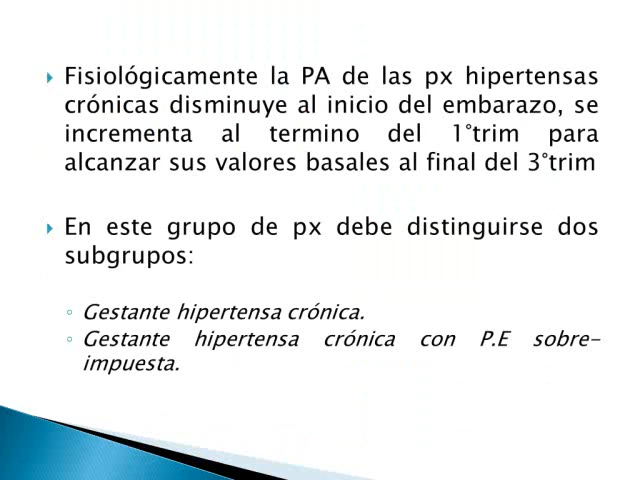 Fisiológicamente la PA de las px hipertensas
crónicas disminuye al inicio del embarazo, se
incrementa al termino del 1°trim para
alcanzar sus valores basales al final del 3°trim
En este grupo de px debe distinguirse dos
subgrupos:
Gestante hipertensa crónica.
Gestante hipertensa crónica con P.E sobre-
impuesta.